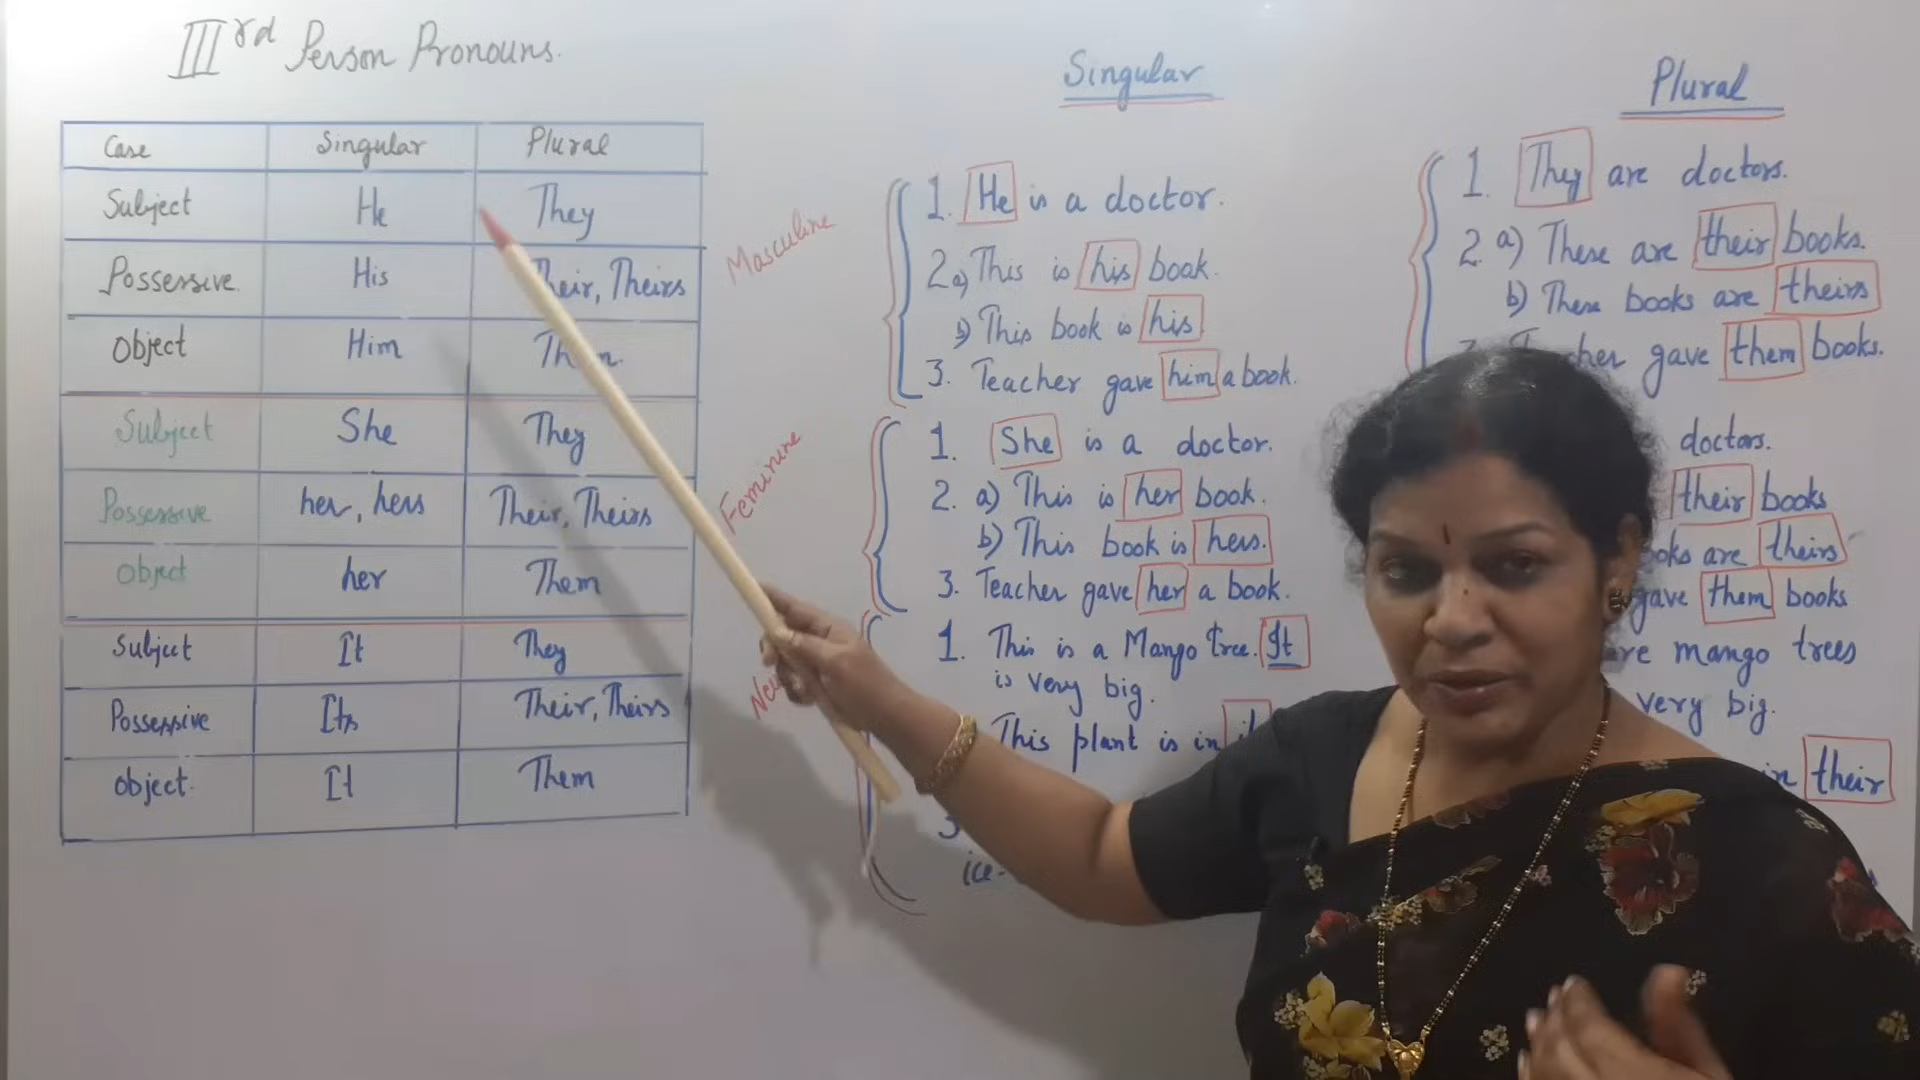 IIIrd Person Pronouns.
Case Singular Plural
Subject He They
Possessive His Their, Theirs
Object Him Them.
Subject She They
Possessive her, hers Their, Theirs
Object her Them
Subject It They
Possessive Its Their, Theirs
Object. It Them
Masculine
Feminine
Singular
1. He is a doctor.
2 a) This is his book.
b) This book is his
3. Teacher gave him a book.
1. She is a doctor.
2. a) This is her book.
b) This book is hers.
3. Teacher gave her a book.
1. This is a Mango tree. It
is very big.
This plant is in
3
ice-
Plural
1. They are doctors.
2 a) These are their books.
b) These books are theirs
gave them books.
doctors.
their books
are theirs
gave them books
mango trees
very big.
in their